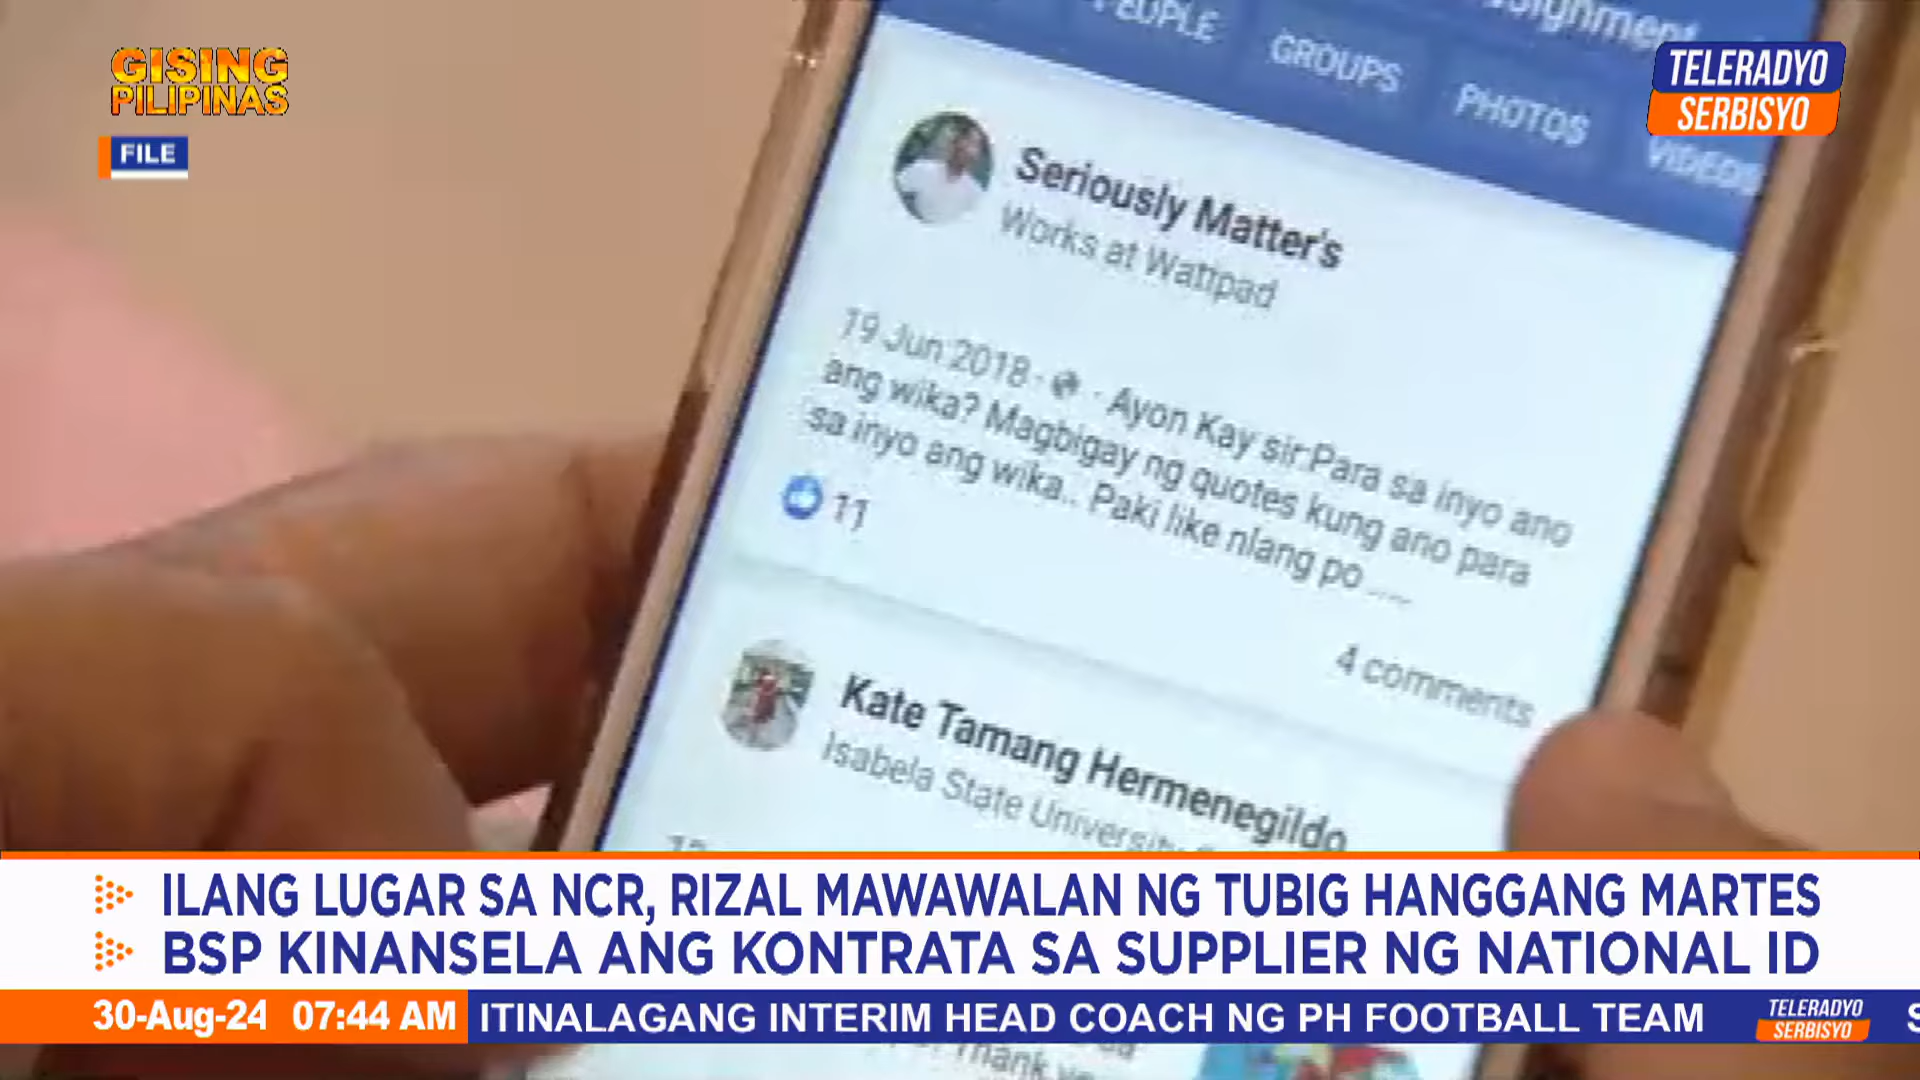 GISING
PILIPINAS
FILE
TELERADYO
SERBISYO
PEOPLE
GROUPS
PHOTOS
VIDEOS
Seriously Matter's
Works at Wattpad
19 Jun 2018 · Ayon Kay sir:Para sa inyo ano
ang wika? Magbigay ng quotes kung ano para
sa inyo ang wika.. Paki like nlang po .....
11
4 comments
Kate Tamang Hermenegildo
Isabela State University
ILANG LUGAR SA NCR, RIZAL MAWAWALAN NG TUBIG HANGGANG MARTES
BSP KINANSELA ANG KONTRATA SA SUPPLIER NG NATIONAL ID
30-Aug-24 07:44 AM
ITINALAGANG INTERIM HEAD COACH NG PH FOOTBALL TEAM
TELERADYO
SERBISYO
Thank